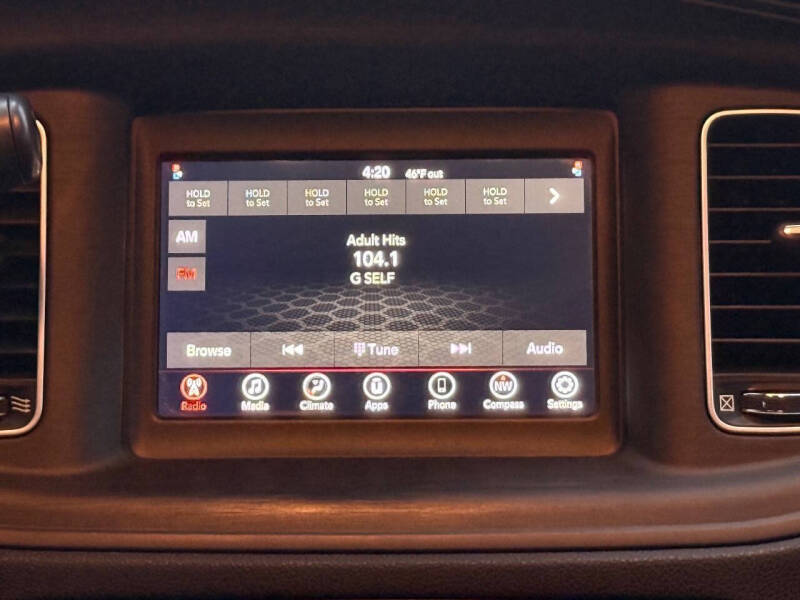 4:20 46°F out
HOLD to Set HOLD to Set HOLD to Set HOLD to Set HOLD to Set HOLD to Set
AM
Adult Hits
104.1
FM
G SELF
Browse Tune Audio
NW
Radio Media Climate Apps Phone Compass Settings